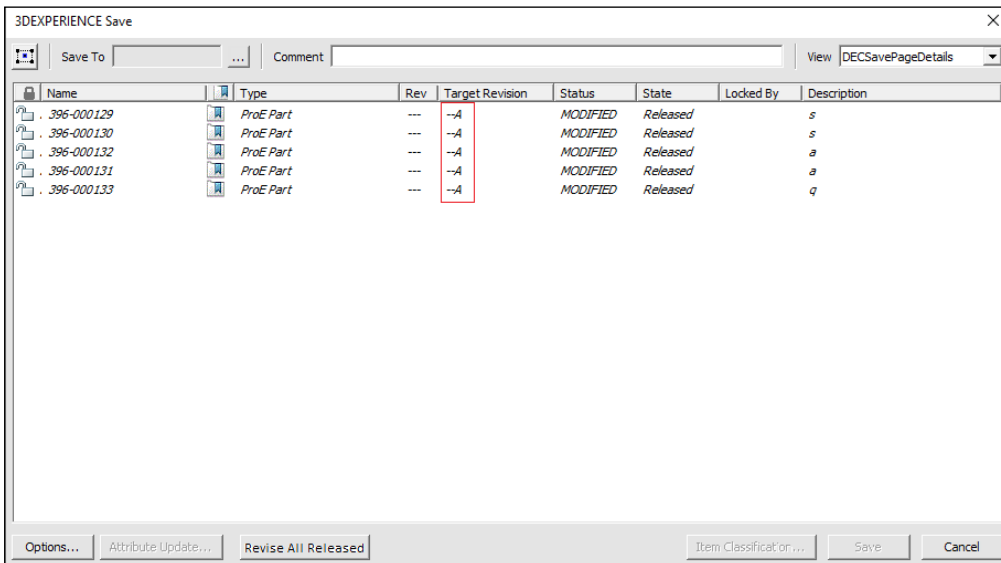 3DEXPERIENCE Save
Save To ... Comment View DECSavePageDetails
Name Type Rev Target Revision Status State Locked By Description
. 396-000129 ProE Part --- --A MODIFIED Released s
. 396-000130 ProE Part --- --A MODIFIED Released s
. 396-000132 ProE Part --- --A MODIFIED Released a
. 396-000131 ProE Part --- --A MODIFIED Released a
. 396-000133 ProE Part --- --A MODIFIED Released q
Options... Attribute Update... Revise All Released Item Classification... Save Cancel